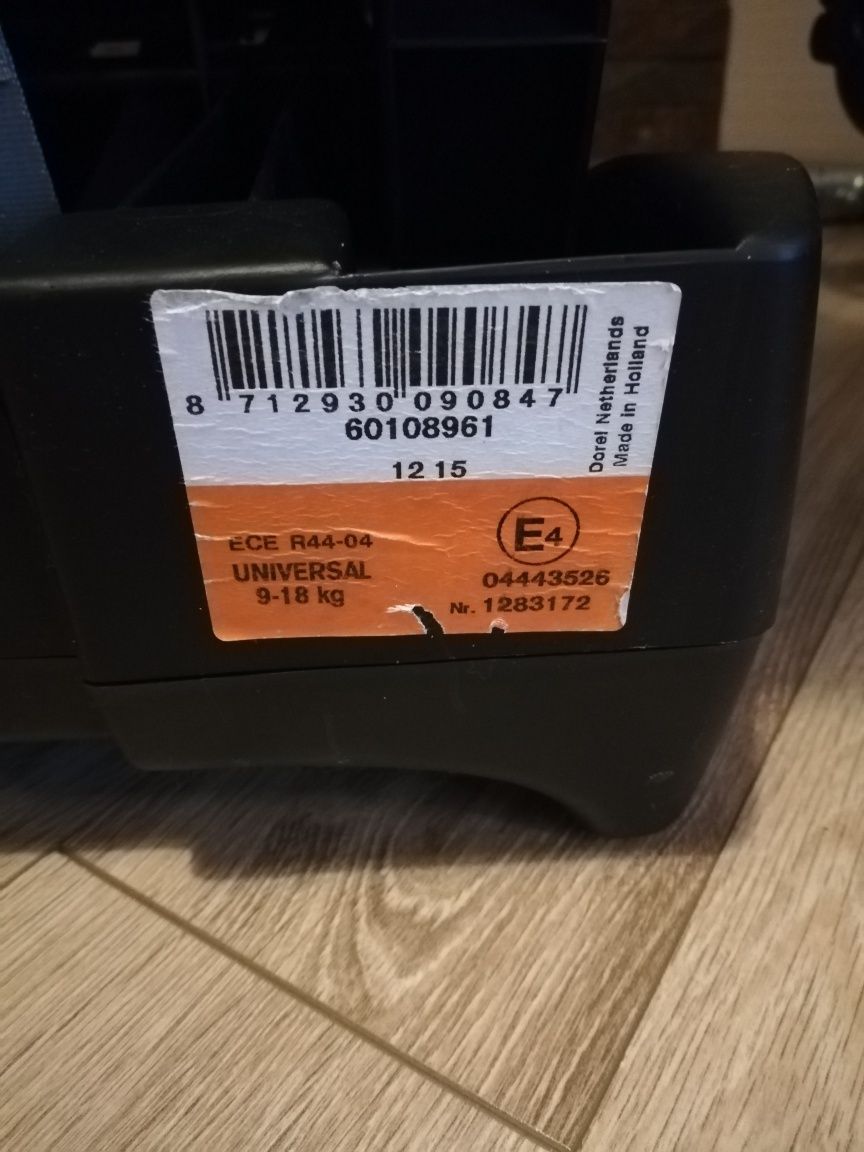 8 712930 090847
60108961
12 15
Dorel Netherlands
Made in Holland
ECE R44-04
UNIVERSAL
9-18 kg
E4
04443526
Nr. 1283172